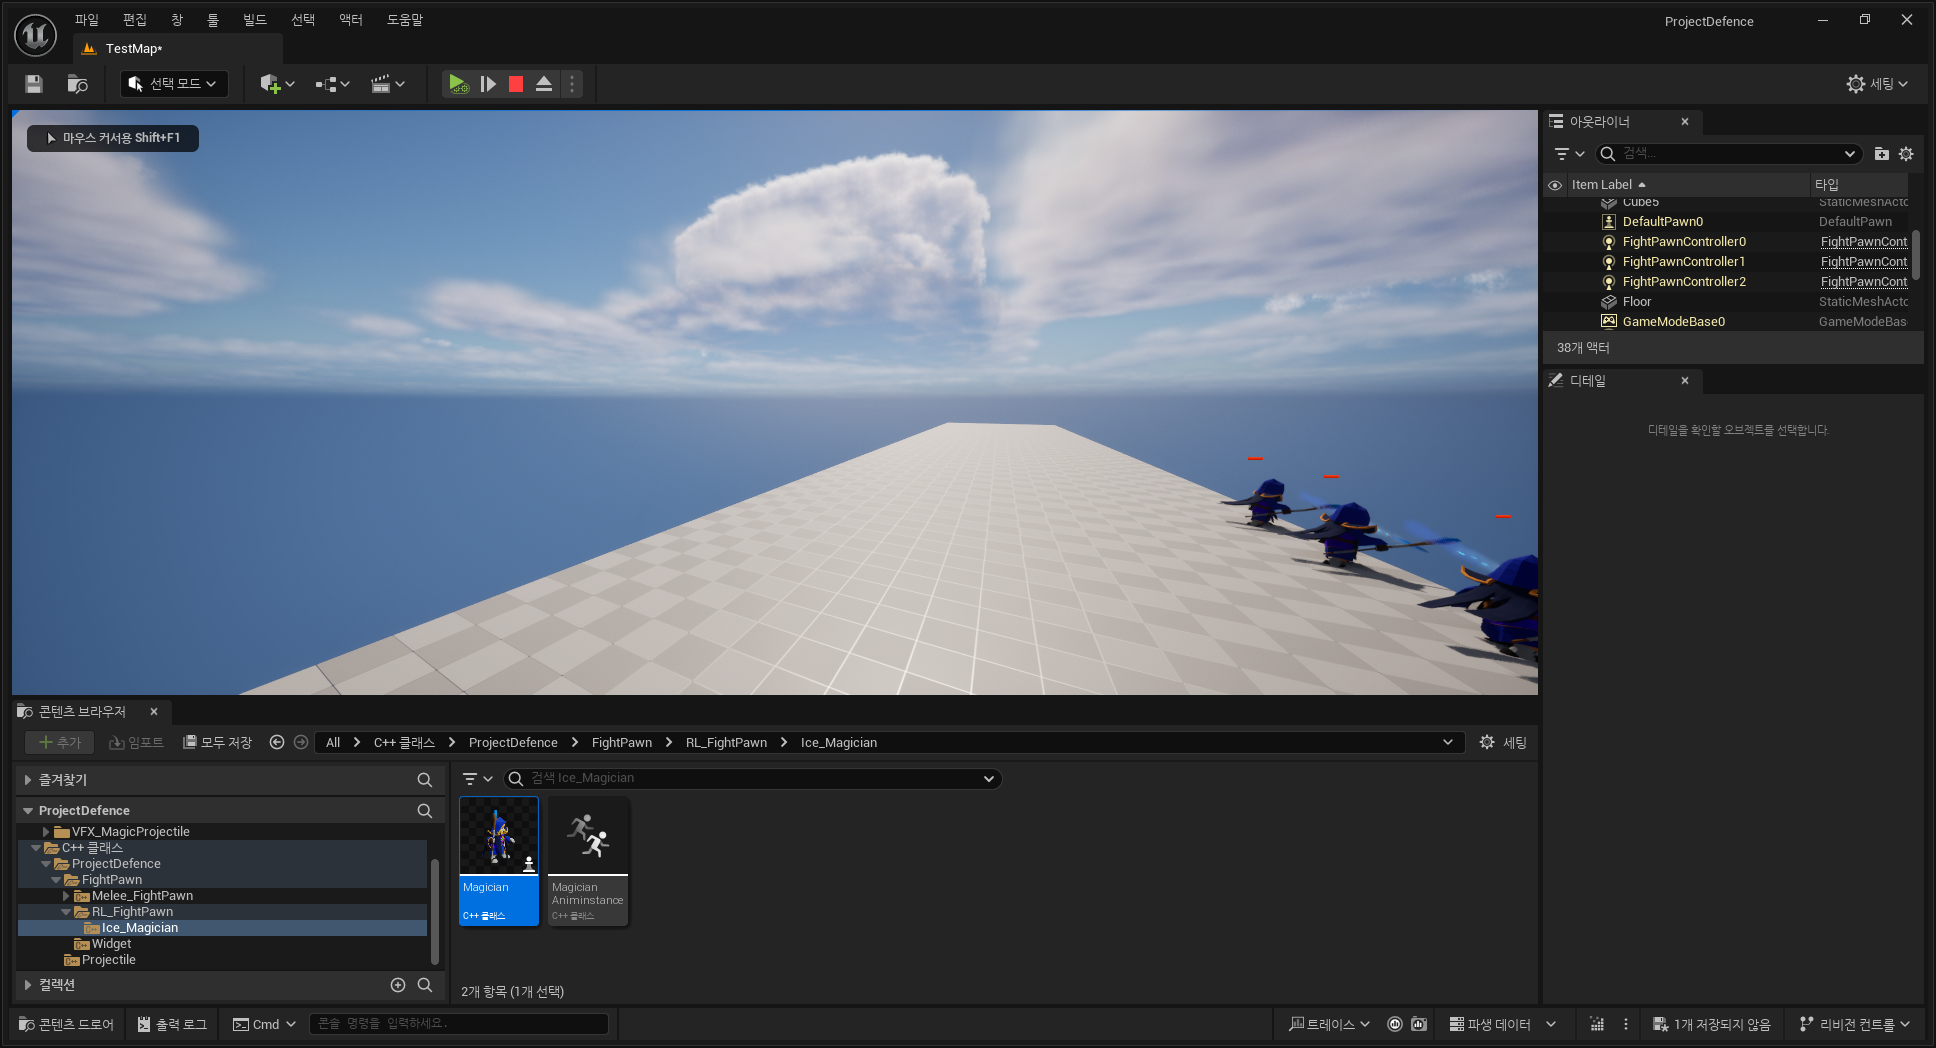 파일 편집 창 툴 빌드 선택 액터 도움말
ProjectDefence
TestMap*
선택 모드
세팅
마우스 커서용 Shift+F1
아웃라이너
검색...
Item Label 타입
Cube5 StaticMeshActo
DefaultPawn0 DefaultPawn
FightPawnController0 FightPawnCont
FightPawnController1 FightPawnCont
FightPawnController2 FightPawnCont
Floor StaticMeshActo
GameModeBase0 GameModeBas
38개 액터
디테일
디테일을 확인할 오브젝트를 선택합니다.
콘텐츠 브라우저
추가 임포트 모두 저장 All C++ 클래스 ProjectDefence FightPawn RL_FightPawn Ice_Magician 세팅
즐겨찾기
검색 Ice_Magician
ProjectDefence
VFX_MagicProjectile
C++ 클래스
ProjectDefence
FightPawn
Melee_FightPawn
RL_FightPawn
Ice_Magician
Widget
Projectile
컬렉션
Magician
C++ 클래스
Magician
Animinstance
C++ 클래스
2개 항목 (1개 선택)
콘텐츠 드로어 출력 로그 Cmd 콘솔 명령을 입력하세요. 트레이스 파생 데이터 1개 저장되지 않음 리비전 컨트롤